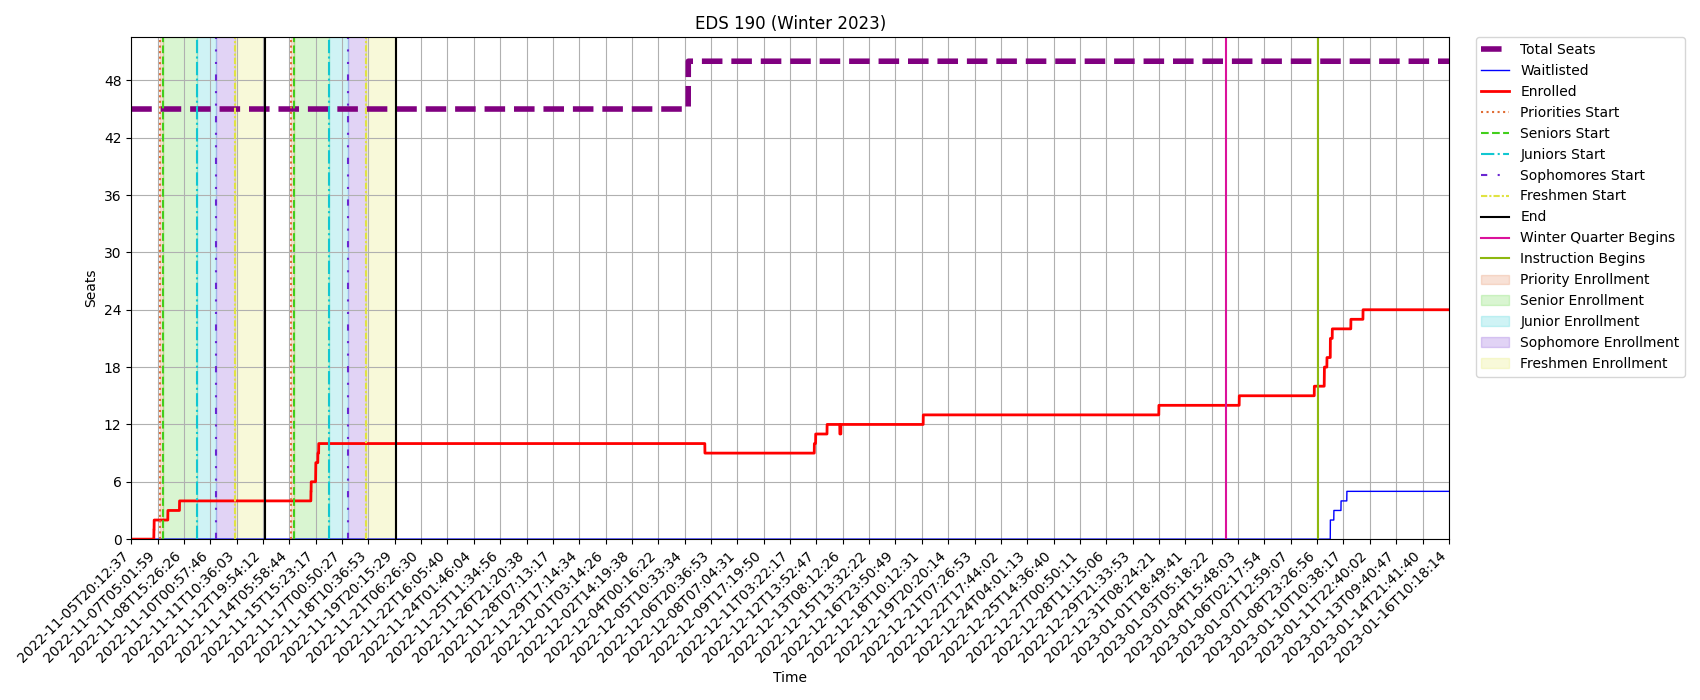 EDS 190 (Winter 2023)
Seats
48
42
36
30
24
18
12
6
0
2022-11-05T20:12:37
2022-11-07T05:01:59
2022-11-08T15:26:26
2022-11-10T00:57:46
2022-11-11T10:36:03
2022-11-12T19:54:12
2022-11-14T05:58:44
2022-11-15T15:23:17
2022-11-17T00:50:27
2022-11-18T10:36:53
2022-11-19T20:15:29
2022-11-21T06:26:30
2022-11-22T16:05:40
2022-11-25T01:46:04
2022-11-25T11:34:56
2022-11-26T21:20:38
2022-11-28T07:13:17
2022-11-29T17:14:34
2022-12-01T03:14:26
2022-12-02T14:19:38
2022-12-04T00:16:22
2022-12-05T10:33:34
2022-12-06T20:36:53
2022-12-08T07:04:31
2022-12-09T17:19:50
2022-12-11T03:22:17
2022-12-12T13:52:47
2022-12-13T08:12:26
2022-12-15T13:32:22
2022-12-16T23:50:49
2022-12-18T10:12:31
2022-12-19T20:20:14
2022-12-21T07:26:53
2022-12-22T17:44:02
2022-12-24T04:01:13
2022-12-25T14:36:40
2022-12-27T00:50:11
2022-12-28T11:15:06
2022-12-29T21:33:53
2022-12-31T08:24:21
2023-01-01T18:49:41
2023-01-03T05:18:22
2023-01-04T15:48:03
2023-01-06T02:17:54
2023-01-07T12:59:07
2023-01-08T23:26:56
2023-01-10T10:38:17
2023-01-11T22:40:02
2023-01-13T09:40:47
2023-01-14T21:41:40
2023-01-16T10:18:14
Time
Total Seats
Waitlisted
Enrolled
Priorities Start
Seniors Start
Juniors Start
Sophomores Start
Freshmen Start
End
Winter Quarter Begins
Instruction Begins
Priority Enrollment
Senior Enrollment
Junior Enrollment
Sophomore Enrollment
Freshmen Enrollment